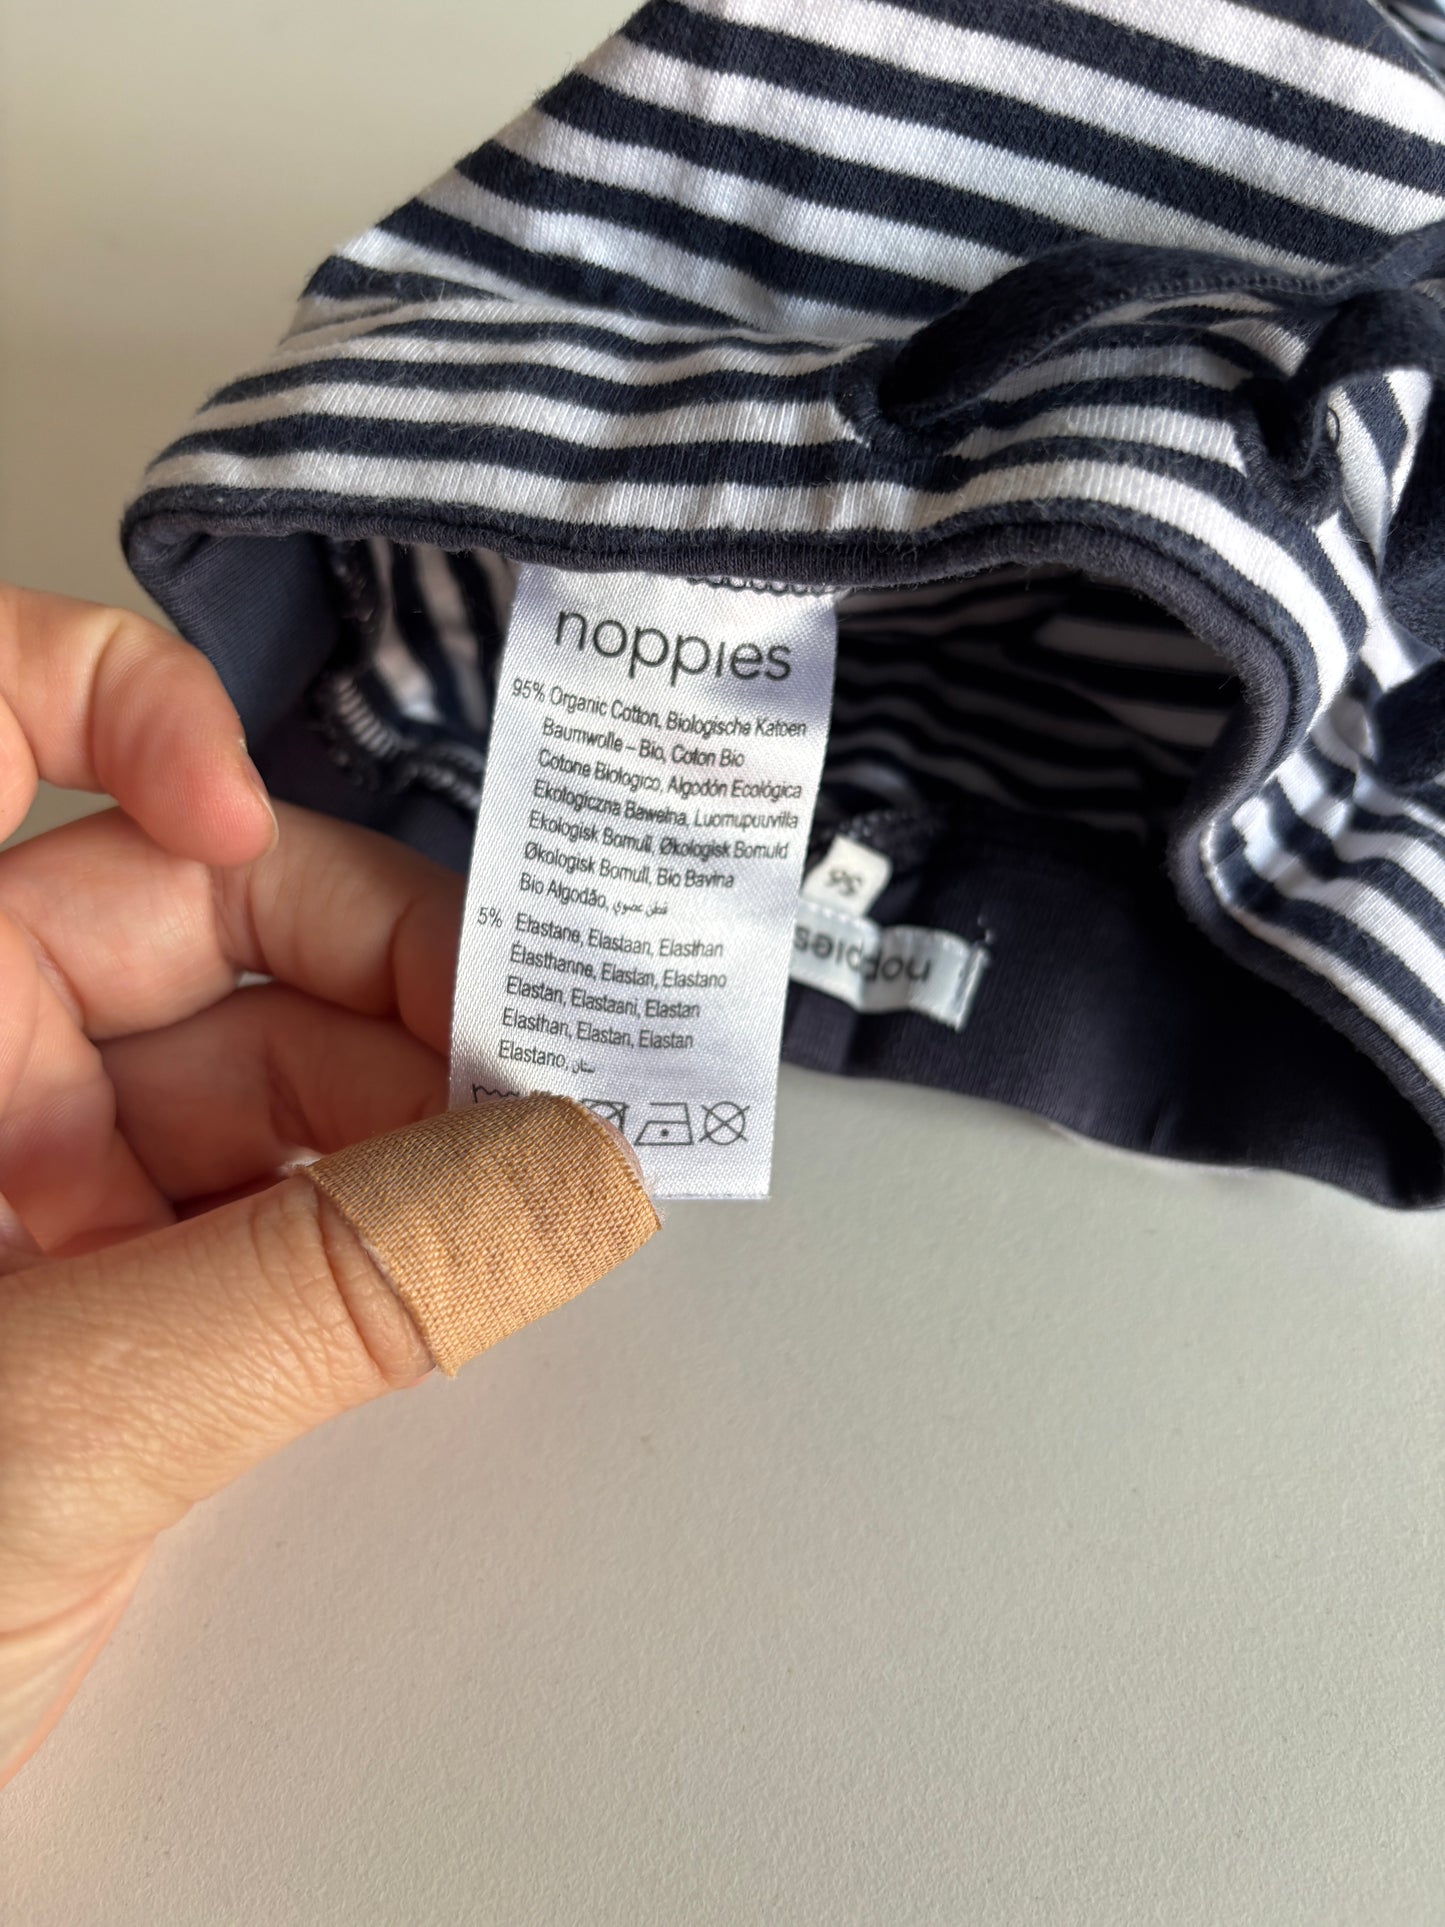 noppies
95% Organic Cotton, Biologische Katoen
Baumwolle – Bio, Coton Bio
Cotone Biologico, Algodón Ecológica
Ekologiczna Bawełna, Luomupuuvilla
Ekologisk Bomull, Økologisk Bomuld
Økologisk Bomull, Bio Bavlna
Bio Algodão, قطن عضوي
5% Elastane, Elastaan, Elasthan
Élasthanne, Elastan, Elastano
Elastan, Elastaani, Elastan
Elasthan, Elastan, Elastan
Elastano,
56
noppies